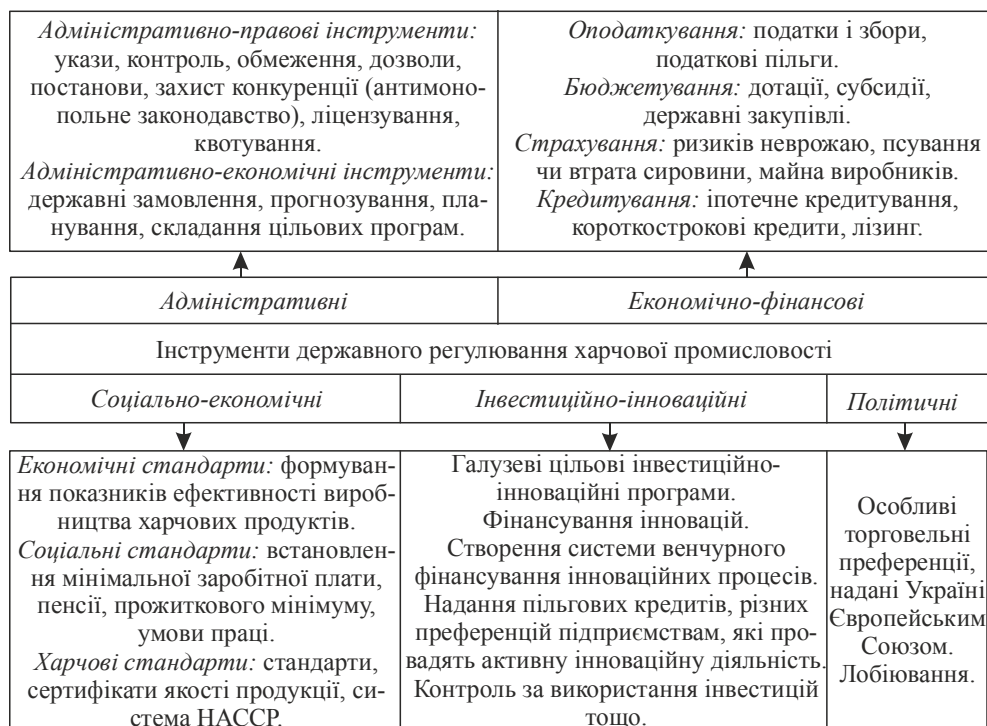 Адміністративно-правові інструменти:
укази, контроль, обмеження, дозволи,
постанови, захист конкуренції (антимоно-
польне законодавство), ліцензування,
квотування.
Адміністративно-економічні інструменти:
державні замовлення, прогнозування, пла-
нування, складання цільових програм.
Оподаткування: податки і збори,
податкові пільги.
Бюджетування: дотації, субсидії,
державні закупівлі.
Страхування: ризиків неврожаю, псування
чи втрата сировини, майна виробників.
Кредитування: іпотечне кредитування,
короткострокові кредити, лізинг.
Адміністративні
Економічно-фінансові
Інструменти державного регулювання харчової промисловості
Соціально-економічні
Інвестиційно-інноваційні
Політичні
Економічні стандарти: формуван-
ня показників ефективності вироб-
ництва харчових продуктів.
Соціальні стандарти: встановлен-
ня мінімальної заробітної плати,
пенсії, прожиткового мінімуму,
умови праці.
Харчові стандарти: стандарти,
сертифікати якості продукції, си-
стема НАССР.
Галузеві цільові інвестиційно-
інноваційні програми.
Фінансування інновацій.
Створення системи венчурного
фінансування інноваційних процесів.
Надання пільгових кредитів, різних
преференцій підприємствам, які про-
вадять активну інноваційну діяльність.
Контроль за використання інвестицій
тощо.
Особливі
торговельні
преференції,
надані Україні
Європейським
Союзом.
Лобіювання.